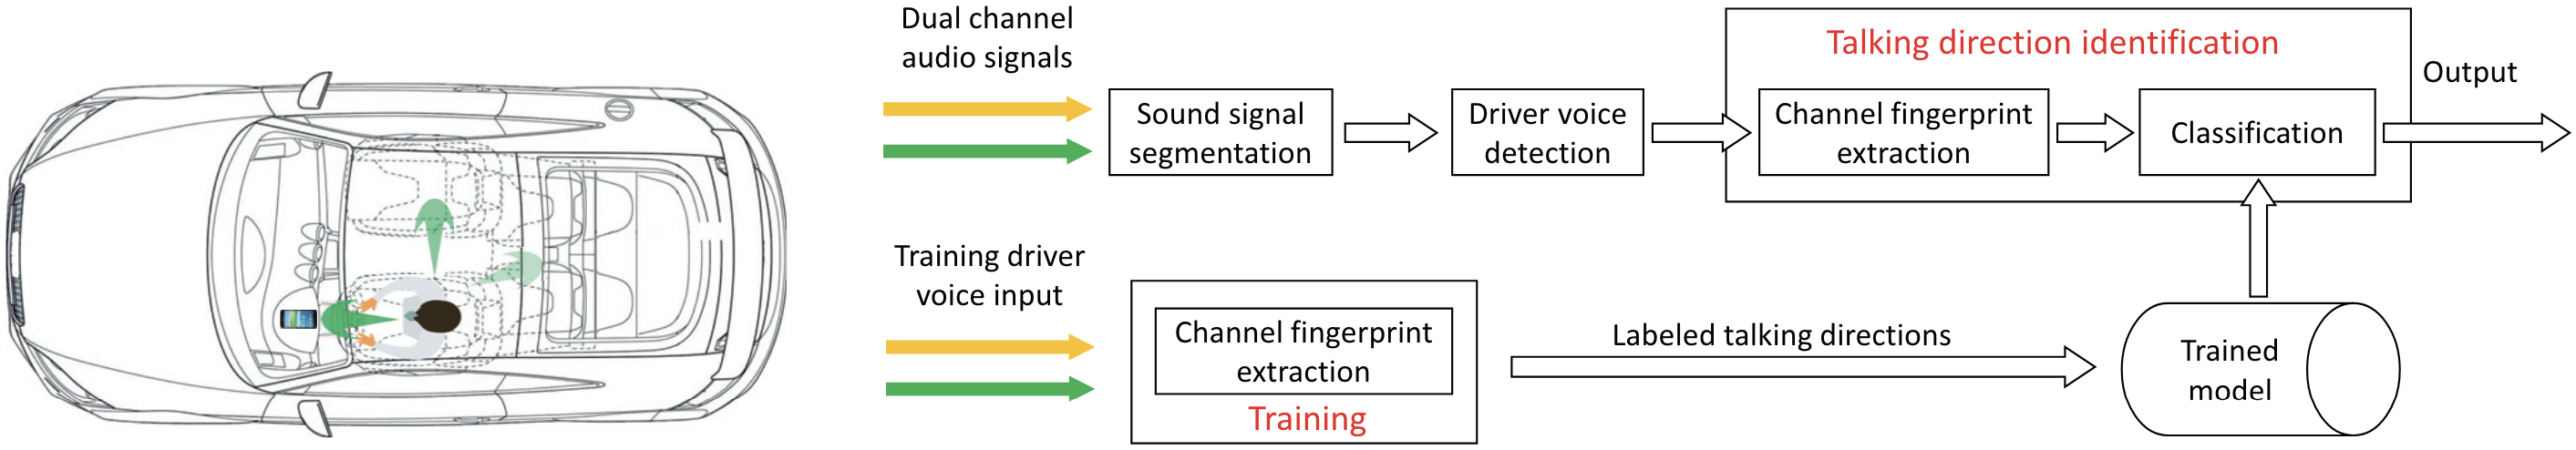 Dual channel
audio signals
Sound signal
segmentation
Driver voice
detection
Talking direction identification
Channel fingerprint
extraction
Classification
Output
Training driver
voice input
Channel fingerprint
extraction
Training
Labeled talking directions
Trained
model